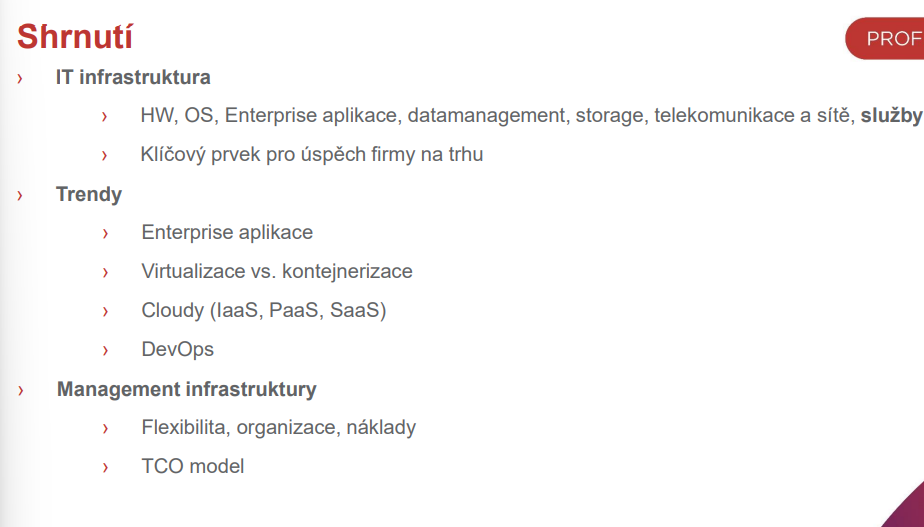 Shrnutí
PROF
› IT infrastruktura
› HW, OS, Enterprise aplikace, datamanagement, storage, telekomunikace a sítě, služby
› Klíčový prvek pro úspěch firmy na trhu
› Trendy
› Enterprise aplikace
› Virtualizace vs. kontejnerizace
› Cloudy (IaaS, PaaS, SaaS)
› DevOps
› Management infrastruktury
› Flexibilita, organizace, náklady
› TCO model